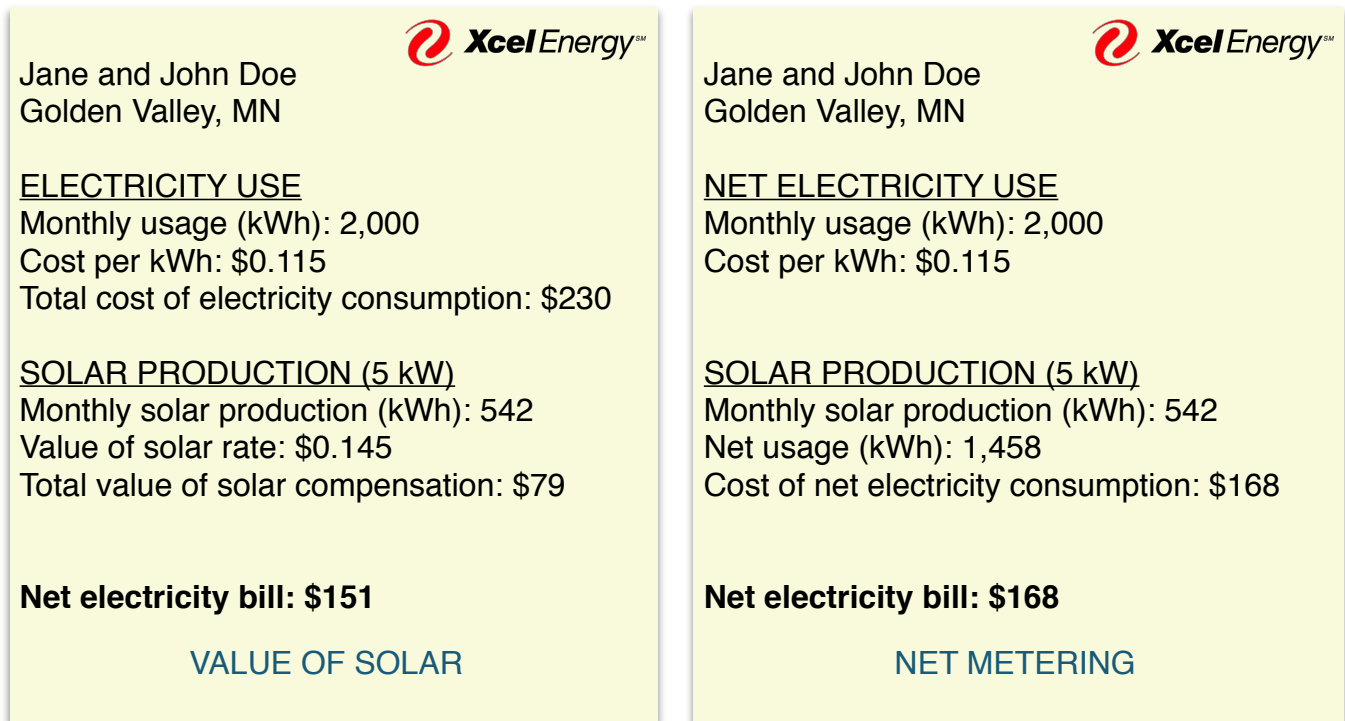 Xcel Energy SM
Jane and John Doe
Golden Valley, MN
ELECTRICITY USE
Monthly usage (kWh): 2,000
Cost per kWh: $0.115
Total cost of electricity consumption: $230
SOLAR PRODUCTION (5 kW)
Monthly solar production (kWh): 542
Value of solar rate: $0.145
Total value of solar compensation: $79
Net electricity bill: $151
VALUE OF SOLAR
Xcel Energy SM
Jane and John Doe
Golden Valley, MN
NET ELECTRICITY USE
Monthly usage (kWh): 2,000
Cost per kWh: $0.115
SOLAR PRODUCTION (5 kW)
Monthly solar production (kWh): 542
Net usage (kWh): 1,458
Cost of net electricity consumption: $168
Net electricity bill: $168
NET METERING